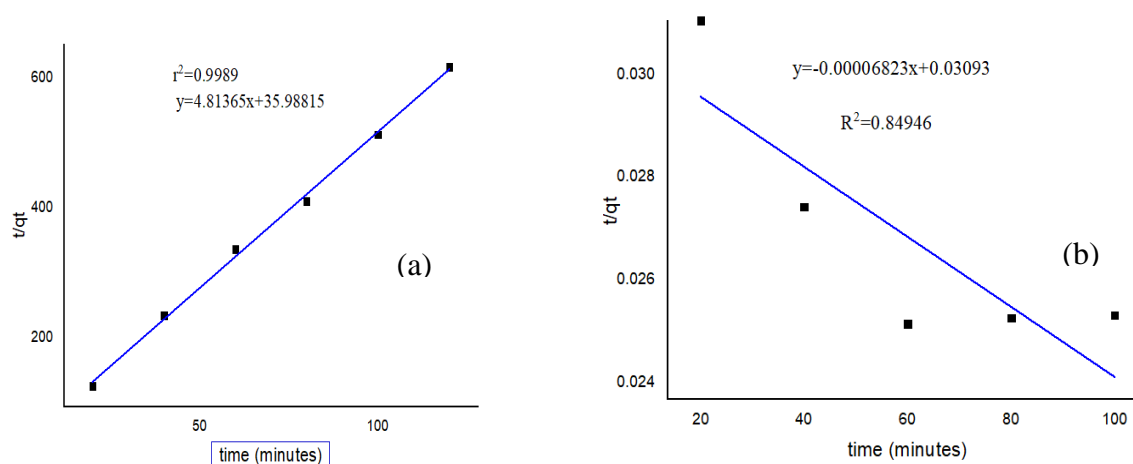 r²=0.9989
y=4.81365x+35.98815
600
400
200
t/qt
(a)
50
100
time (minutes)
y=-0.00006823x+0.03093
R²=0.84946
0.030
0.028
0.026
0.024
t/qt
(b)
20
40
60
80
100
time (minutes)